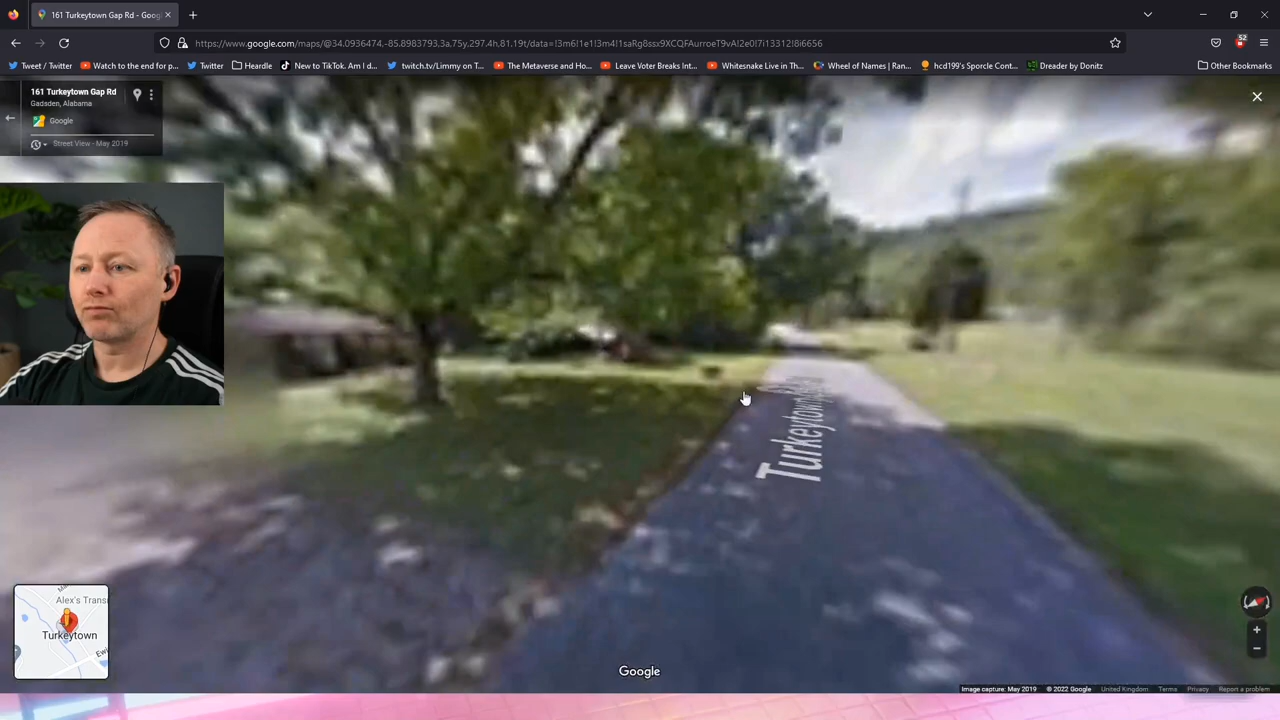 161 Turkeytown Gap Rd - Goog
https://www.google.com/maps/@34.0936474,-85.8983793,3a.75y,297.4h,81.19t/data=!3m6!1e1!3m4!1saRg8ssx9XCQFAurroeT9vA!2e0!7i13312!8i6656
52
Tweet / Twitter
Watch to the end for p...
Twitter
Heardle
New to TikTok. Am I d...
twitch.tv/Limmy on T...
The Metaverse and Ho...
Leave Voter Breaks Int...
Whitesnake Live in Th...
Wheel of Names | Ran...
hcd199's Sporcle Cont...
Dreader by Donitz
Other Bookmarks
161 Turkeytown Gap Rd
Gadsden, Alabama
Google
Street View - May 2019
Turkeytown
Alex's Trans
Turkeytown
Ewi
Google
Image capture: May 2019
© 2022 Google
United Kingdom
Terms
Privacy
Report a problem